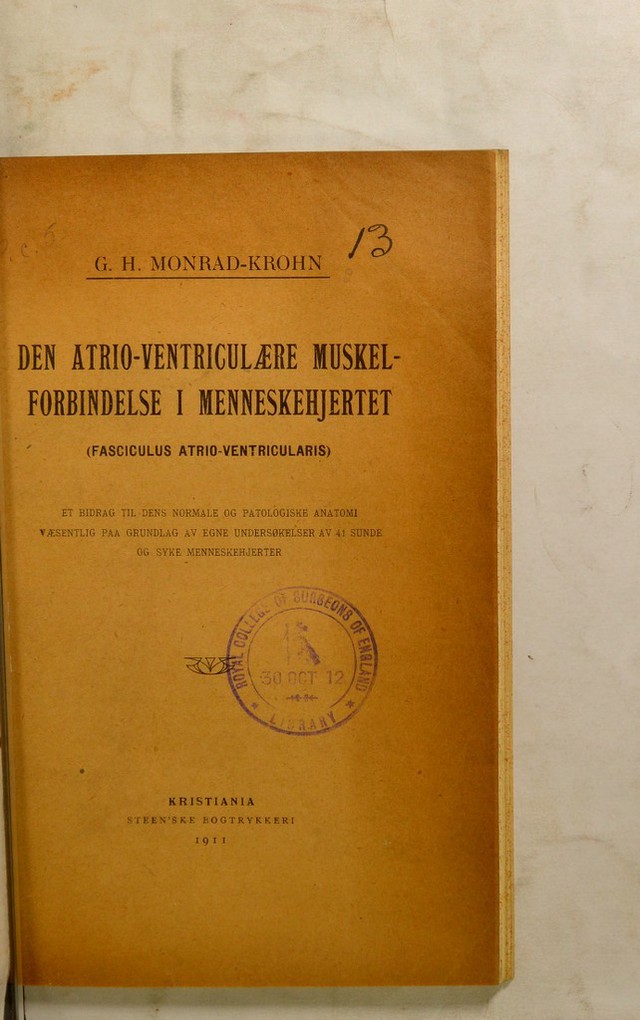 13
G. H. MONRAD-KROHN
DEN ATRIO-VENTRICULÆRE MUSKEL-
FORBINDELSE I MENNESKEHJERTET
(FASCICULUS ATRIO-VENTRICULARIS)
ET BIDRAG TIL DENS NORMALE OG PATOLOGISKE ANATOMI
VÆSENTLIG PAA GRUNDLAG AV EGNE UNDERSØKELSER AV 41 SUNDE
OG SYKE MENNESKEHJERTER
ROYAL COLLEGE OF SURGEONS OF ENGLAND
30 OCT 12
* LIBRARY *
KRISTIANIA
STEEN'SKE BOGTRYKKERI
1911